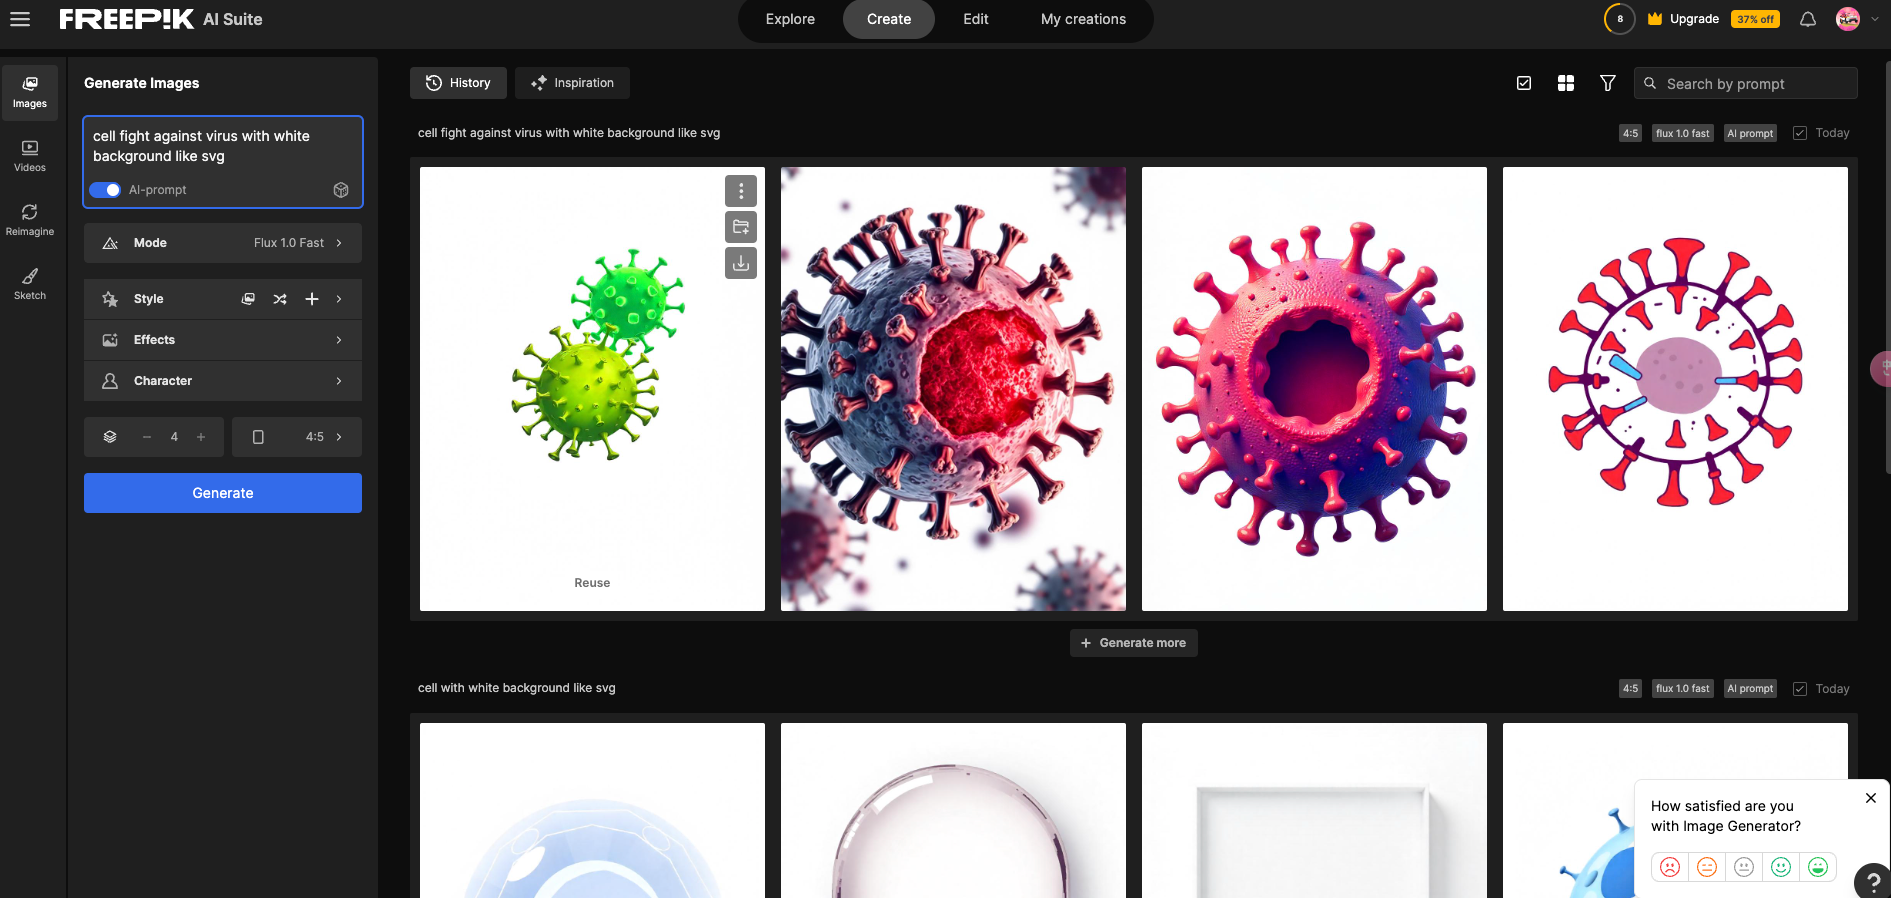 FREEPIK AI Suite
Explore
Create
Edit
My creations
8
Upgrade
37% off
Images
Videos
Reimagine
Sketch
Generate Images
cell fight against virus with white
background like svg
AI-prompt
Mode
Flux 1.0 Fast
Style
Effects
Character
4
4:5
Generate
History
Inspiration
Search by prompt
cell fight against virus with white background like svg
4:5
flux 1.0 fast
AI prompt
Today
Reuse
Generate more
cell with white background like svg
4:5
flux 1.0 fast
AI prompt
Today
How satisfied are you
with Image Generator?
?